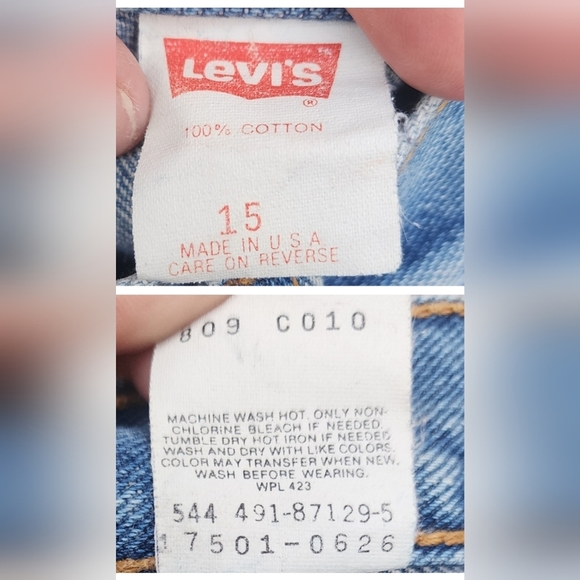 Levi's
®
100% COTTON
15
MADE IN U S A
CARE ON REVERSE
809 C010
MACHINE WASH HOT. ONLY NON-
CHLORINE BLEACH IF NEEDED.
TUMBLE DRY HOT IRON IF NEEDED
WASH AND DRY WITH LIKE COLORS.
COLOR MAY TRANSFER WHEN NEW.
WASH BEFORE WEARING.
WPL 423
544 491-87129-5
17501-0626